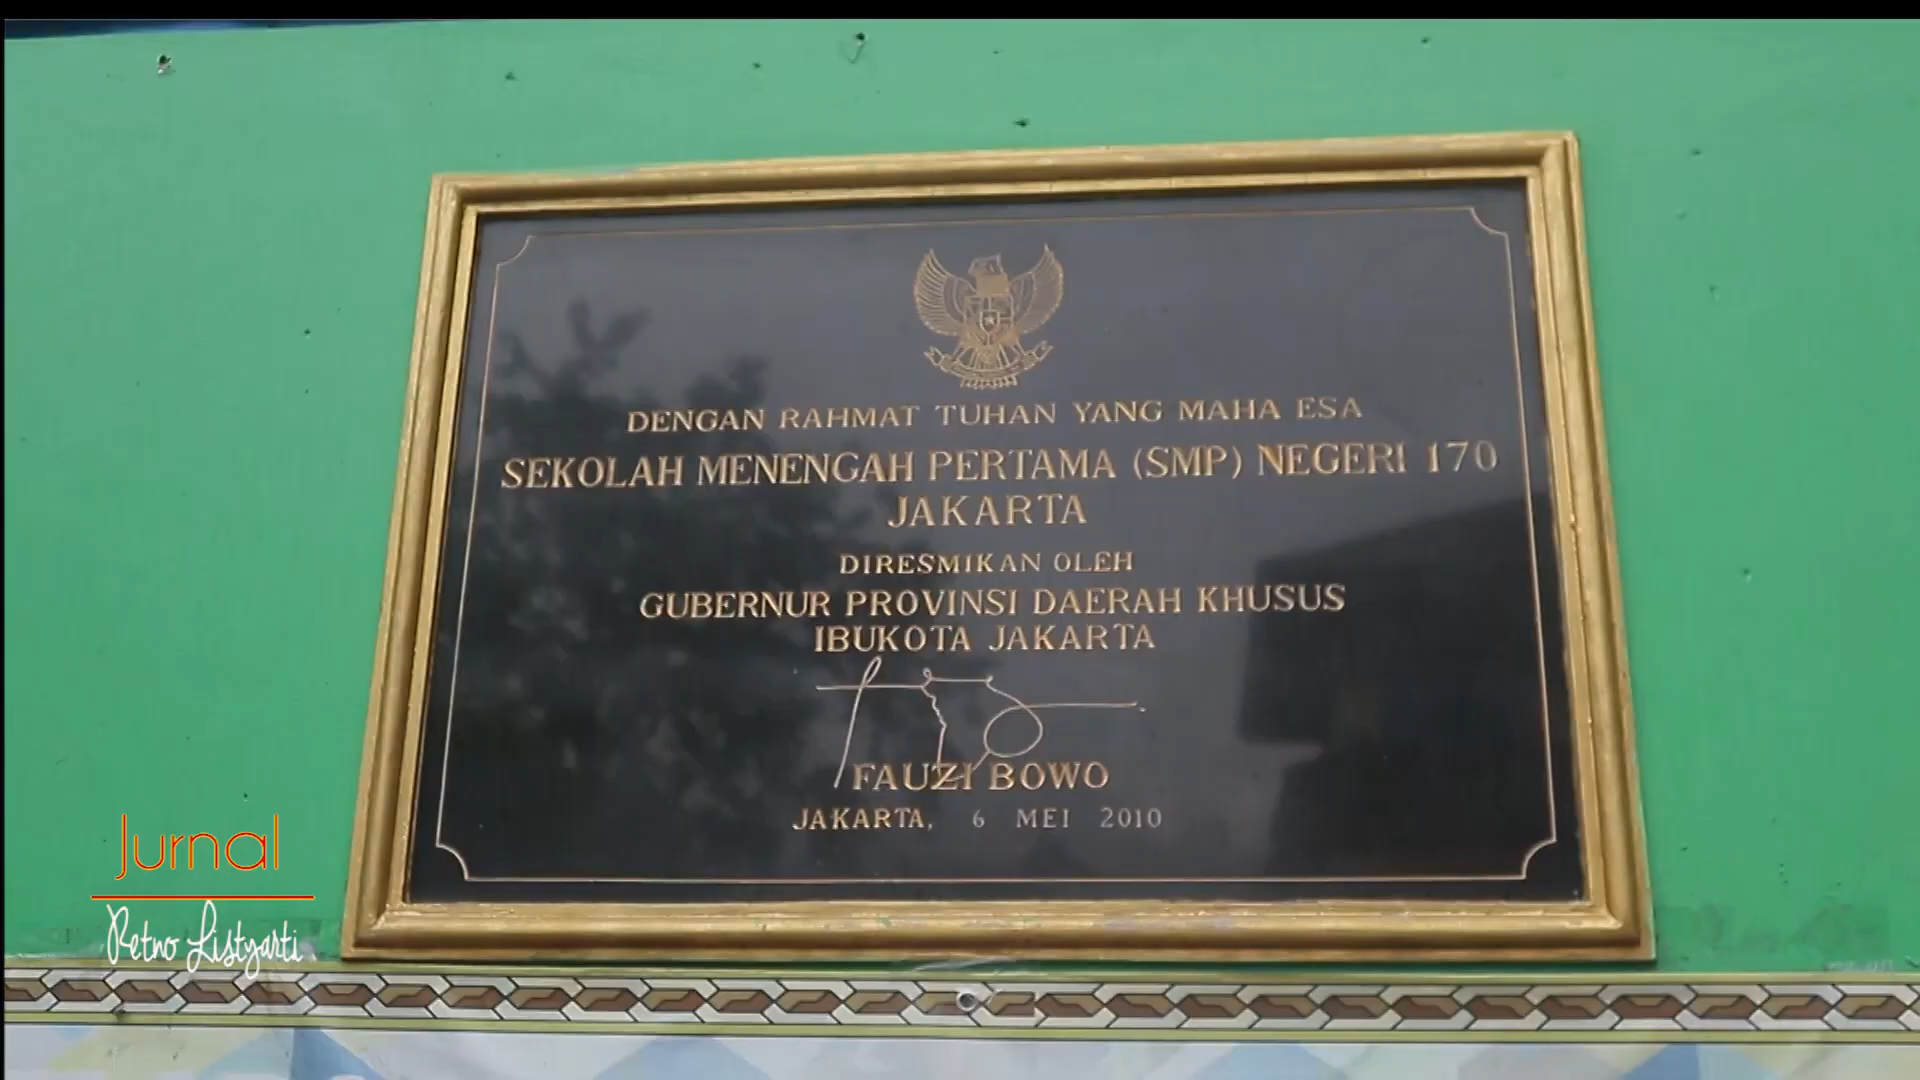 DENGAN RAHMAT TUHAN YANG MAHA ESA
SEKOLAH MENENGAH PERTAMA (SMP) NEGERI 170
JAKARTA
DIRESMIKAN OLEH
GUBERNUR PROVINSI DAERAH KHUSUS
IBUKOTA JAKARTA
FAUZI BOWO
JAKARTA, 6 MEI 2010
Jurnal
Retno Listyarti